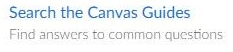 Search the Canvas Guides
Find answers to common questions